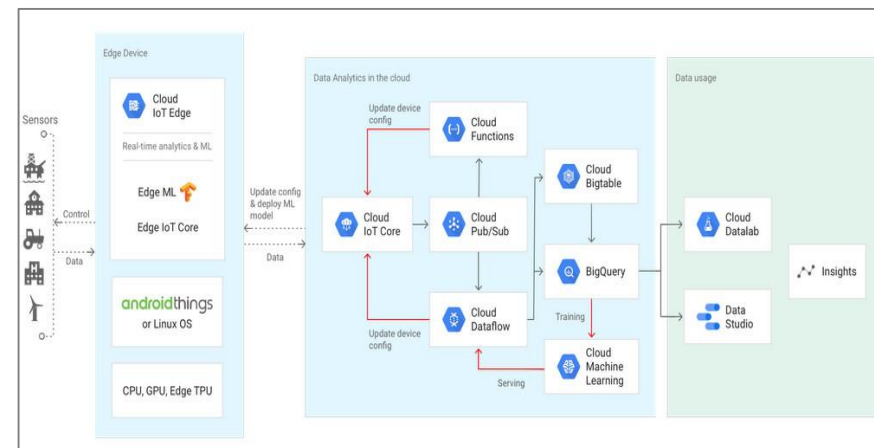 Edge Device
Sensors
Control
Data
Cloud
IoT Edge
Real-time analytics & ML
Edge ML
Edge IoT Core
androidthings
or Linux OS
CPU, GPU, Edge TPU
Update config
& deploy ML
model
Data
Data Analytics in the cloud
Update device
config
Cloud
Functions
Cloud
IoT Core
Cloud
Pub/Sub
Update device
config
Cloud
Dataflow
Cloud
Bigtable
BigQuery
Training
Cloud
Machine
Learning
Serving
Data usage
Cloud
Datalab
Data
Studio
Insights